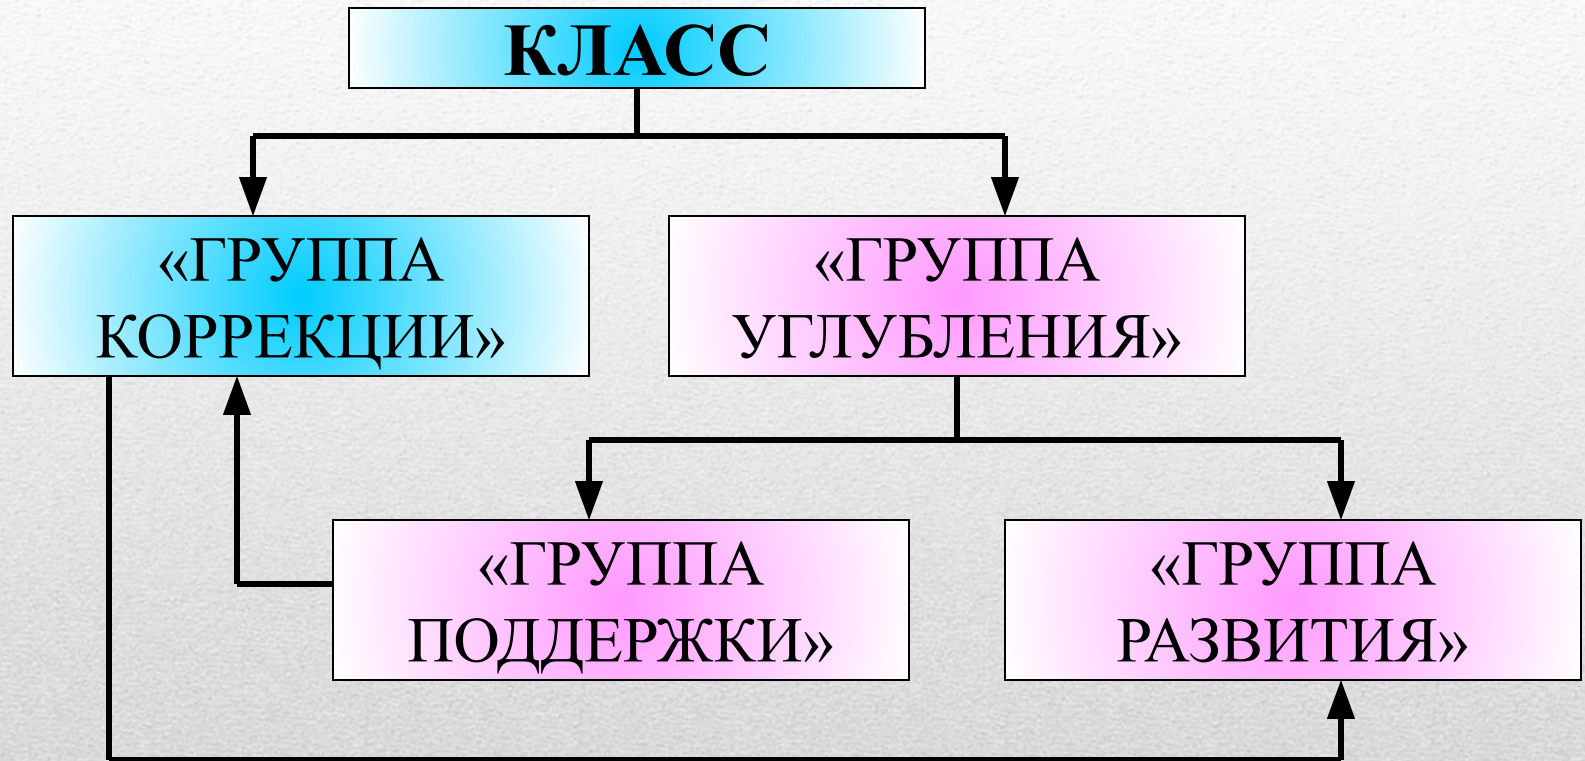 КЛАСС
«ГРУППА
КОРРЕКЦИИ»
«ГРУППА
УГЛУБЛЕНИЯ»
«ГРУППА
ПОДДЕРЖКИ»
«ГРУППА
РАЗВИТИЯ»